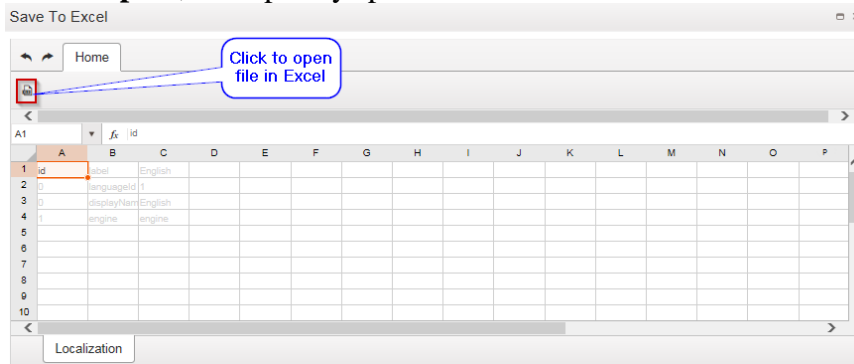 Save To Excel
Home
Click to open
file in Excel
A1 fx id
A B C D E F G H I J K L M N O P
1 id label English
2 0 languageId 1
3 0 displayNam English
4 1 engine engine
5
6
7
8
9
10
Localization